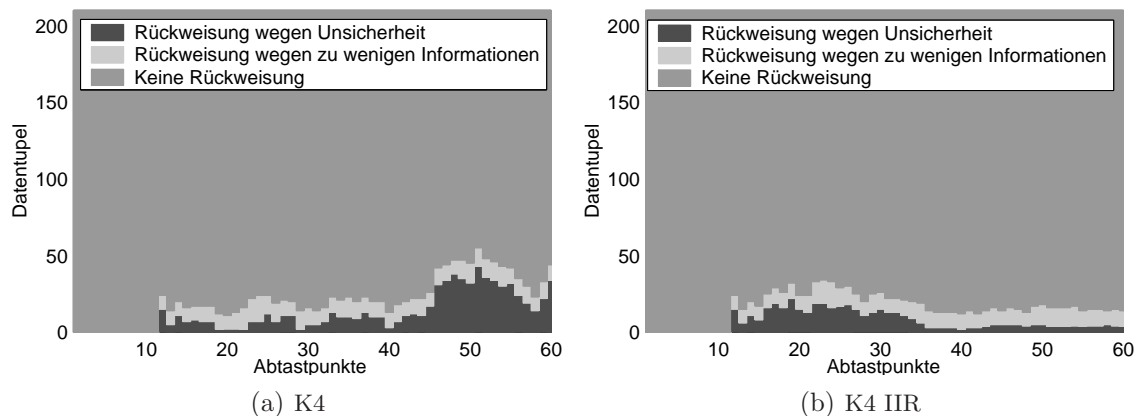 200
Rückweisung wegen Unsicherheit
Rückweisung wegen zu wenigen Informationen
Keine Rückweisung
150
100
50
0
Datentupel
10 20 30 40 50 60
Abtastpunkte
(a) K4
200
Rückweisung wegen Unsicherheit
Rückweisung wegen zu wenigen Informationen
Keine Rückweisung
150
100
50
0
Datentupel
10 20 30 40 50 60
Abtastpunkte
(b) K4 IIR